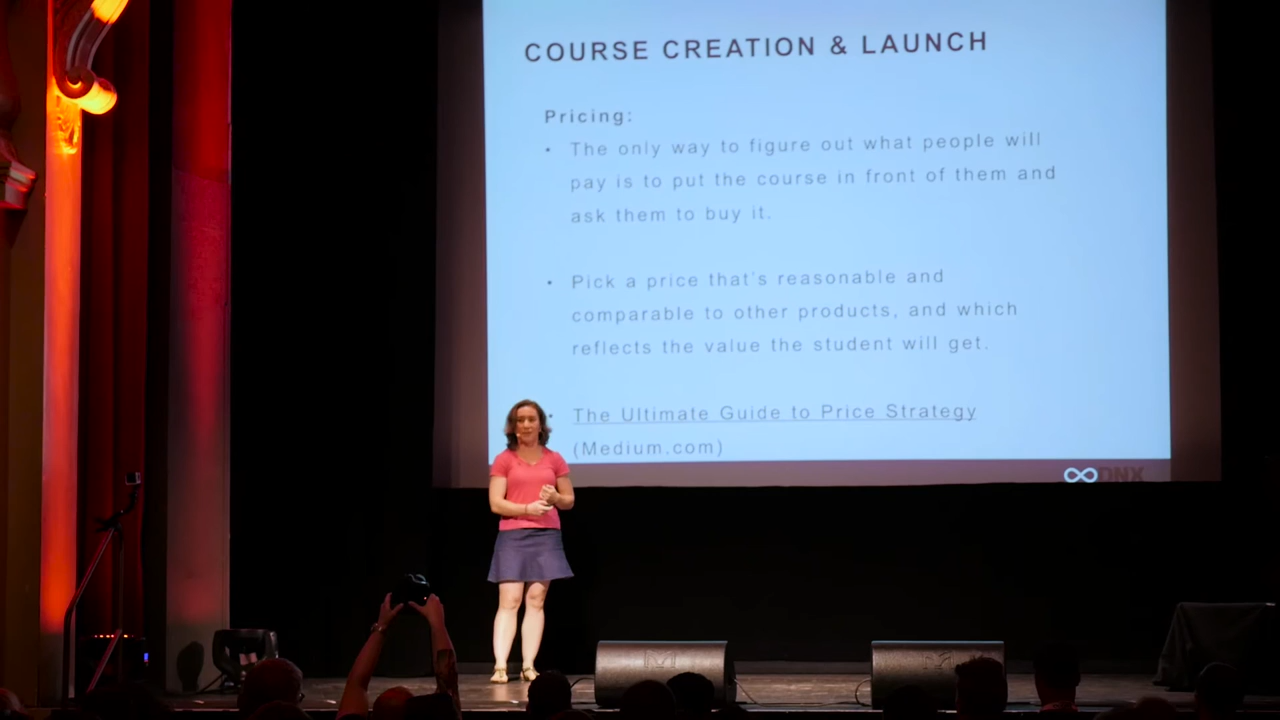 COURSE CREATION & LAUNCH
Pricing:
• The only way to figure out what people will
pay is to put the course in front of them and
ask them to buy it.
• Pick a price that's reasonable and
comparable to other products, and which
reflects the value the student will get.
• The Ultimate Guide to Price Strategy
(Medium.com)
DNX